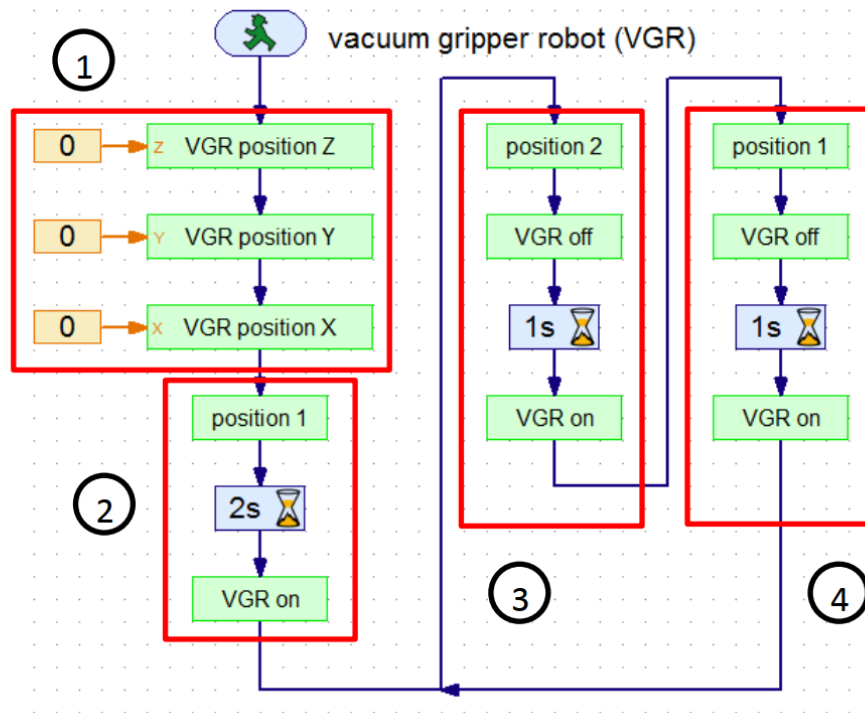 vacuum gripper robot (VGR)
1
0
Z VGR position Z
0
Y VGR position Y
0
X VGR position X
position 1
2s
VGR on
2
position 2
VGR off
1s
VGR on
3
position 1
VGR off
1s
VGR on
4